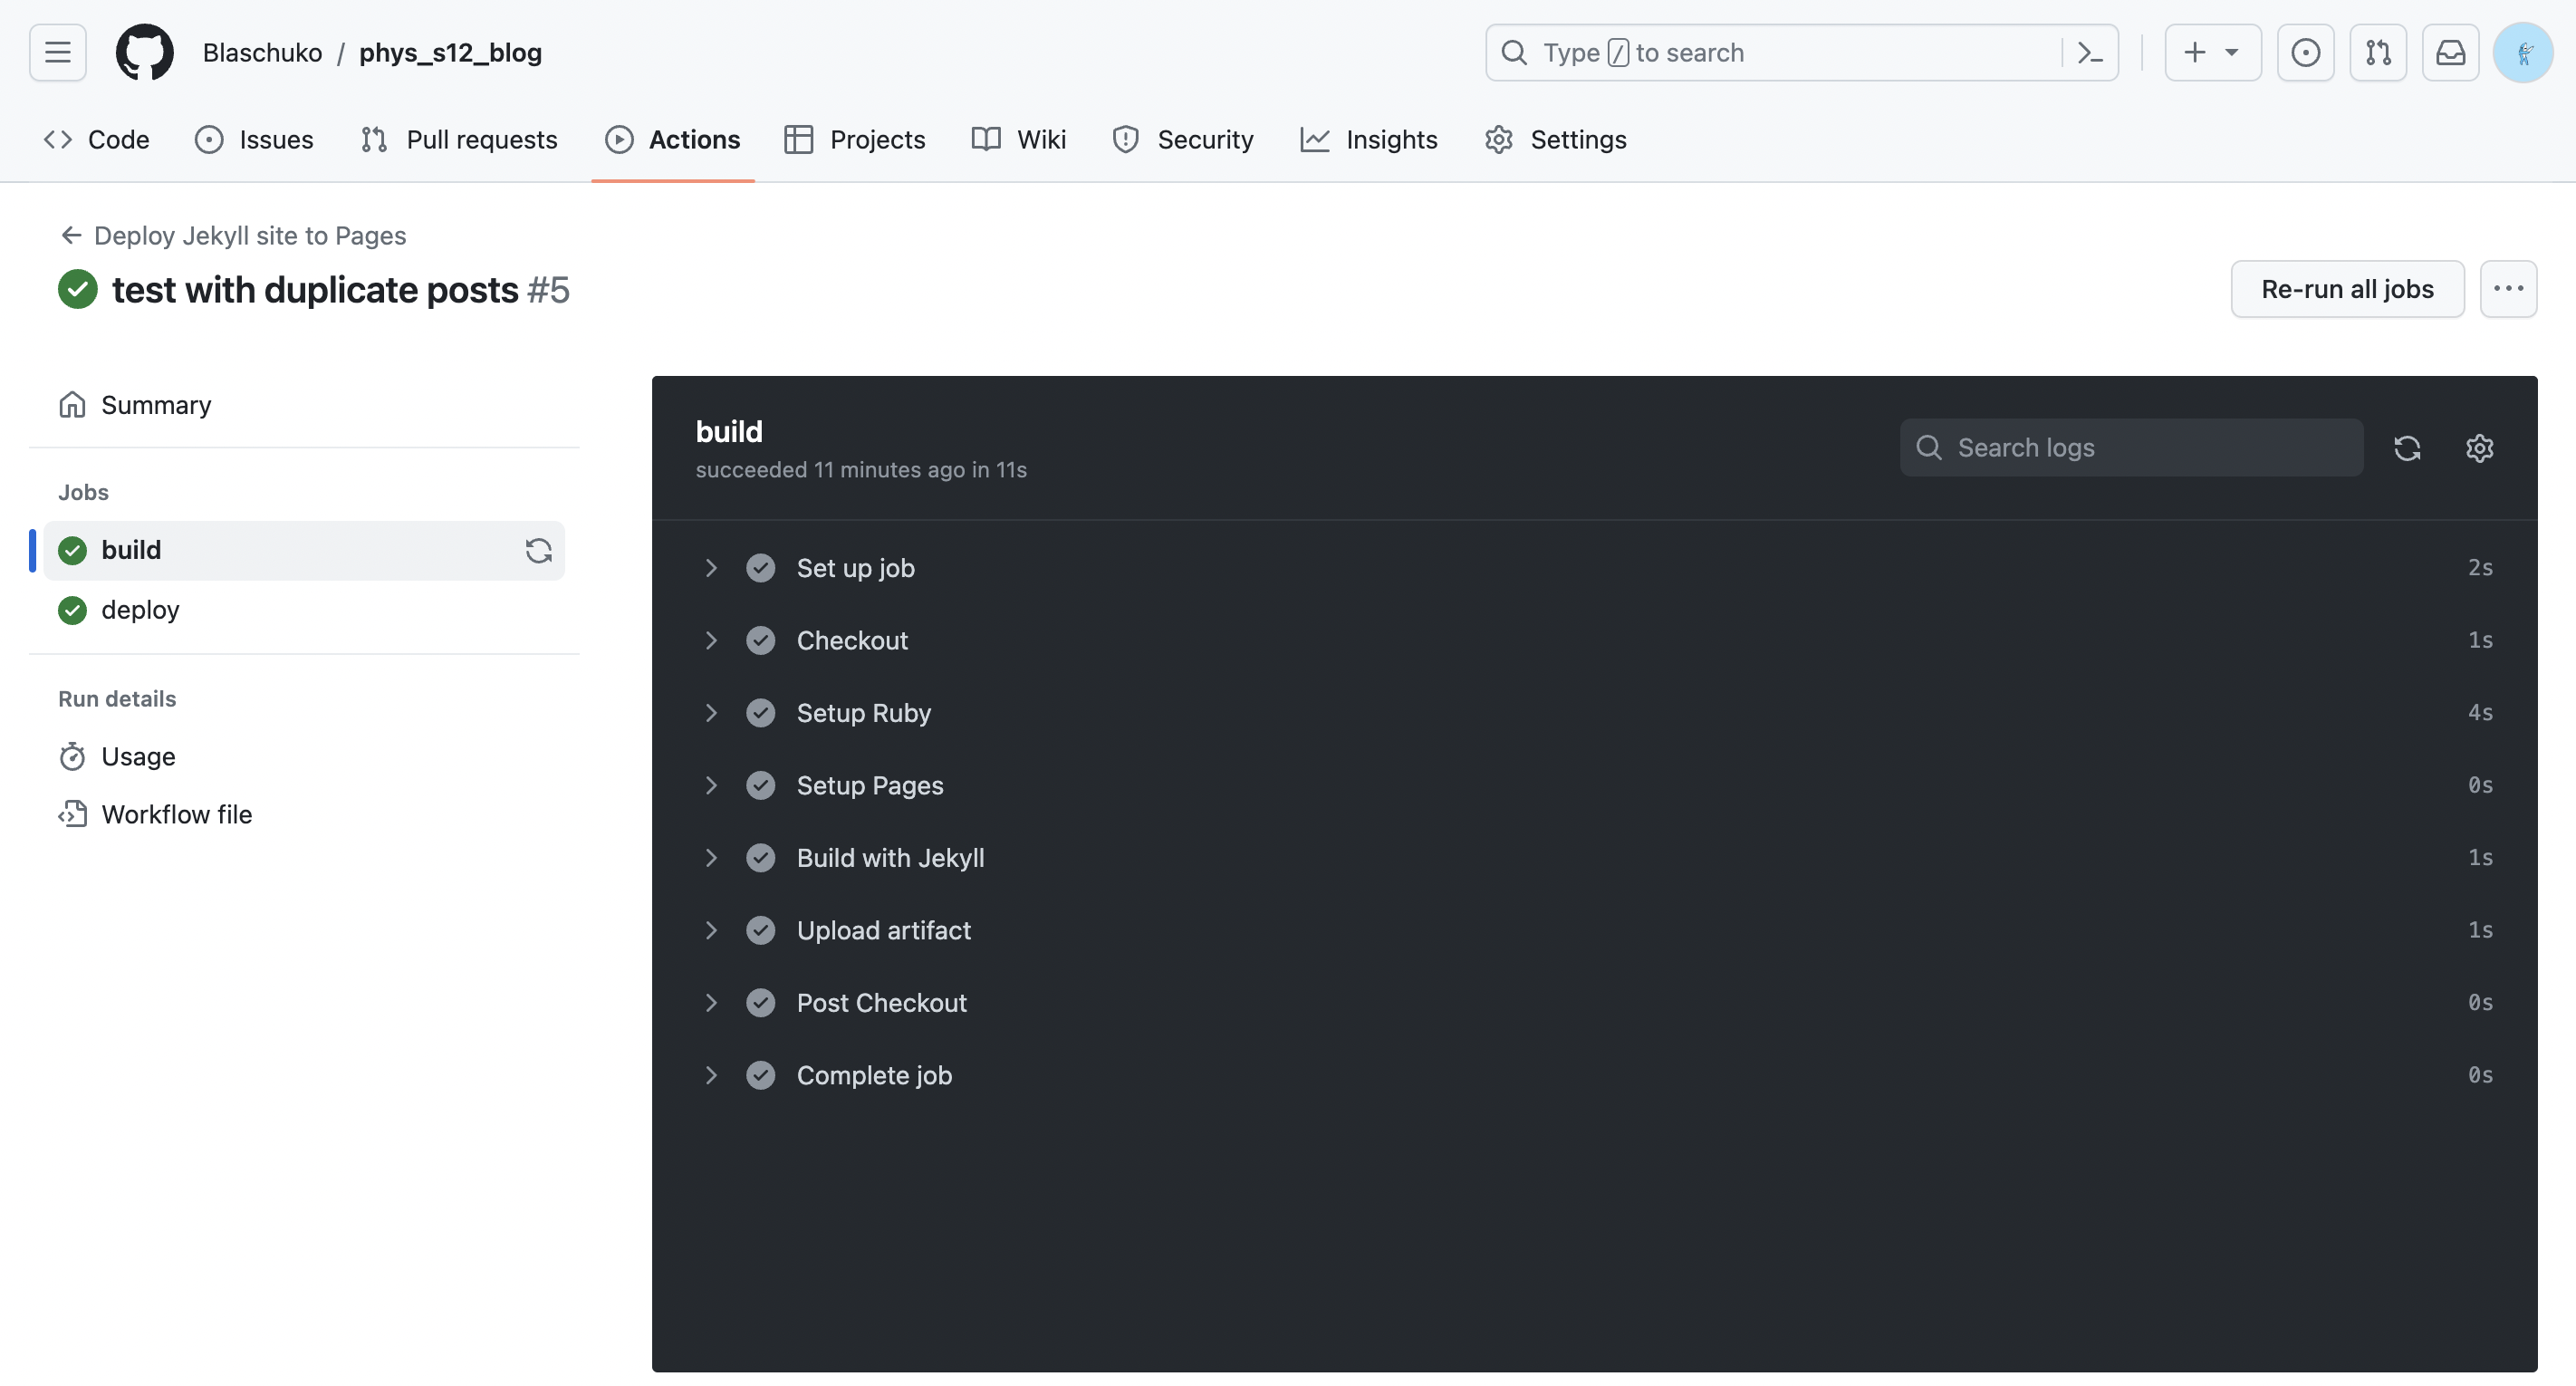 Blaschuko / phys_s12_blog
Type / to search
Code Issues Pull requests Actions Projects Wiki Security Insights Settings
Deploy Jekyll site to Pages
test with duplicate posts #5
Re-run all jobs
Summary
Jobs
build
deploy
Run details
Usage
Workflow file
build
succeeded 11 minutes ago in 11s
Search logs
Set up job 2s
Checkout 1s
Setup Ruby 4s
Setup Pages 0s
Build with Jekyll 1s
Upload artifact 1s
Post Checkout 0s
Complete job 0s